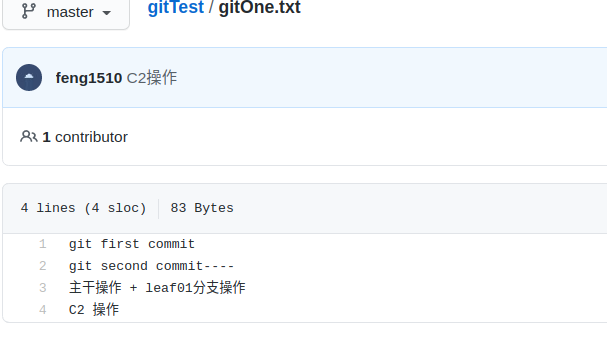 master gitTest / gitOne.txt
feng1510 C2操作
1 contributor
4 lines (4 sloc) 83 Bytes
1 git first commit
2 git second commit----
3 主干操作 + leaf01分支操作
4 C2 操作